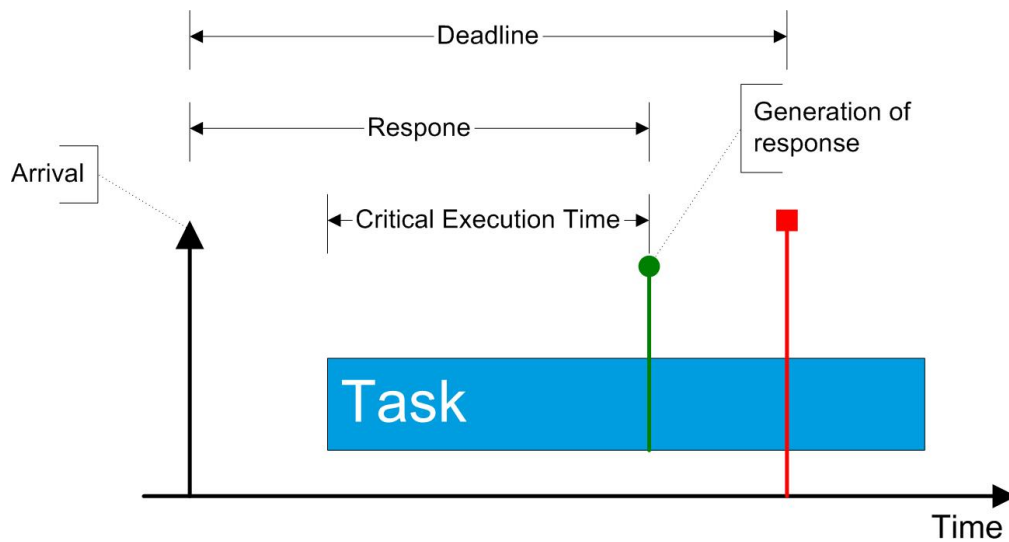 Deadline
Respone
Generation of
response
Arrival
Critical Execution Time
Task
Time